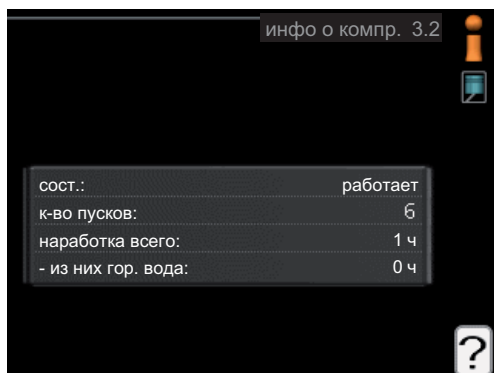 инфо о компр. 3.2
сост.: работает
к-во пусков: 6
наработка всего: 1 ч
- из них гор. вода: 0 ч
?